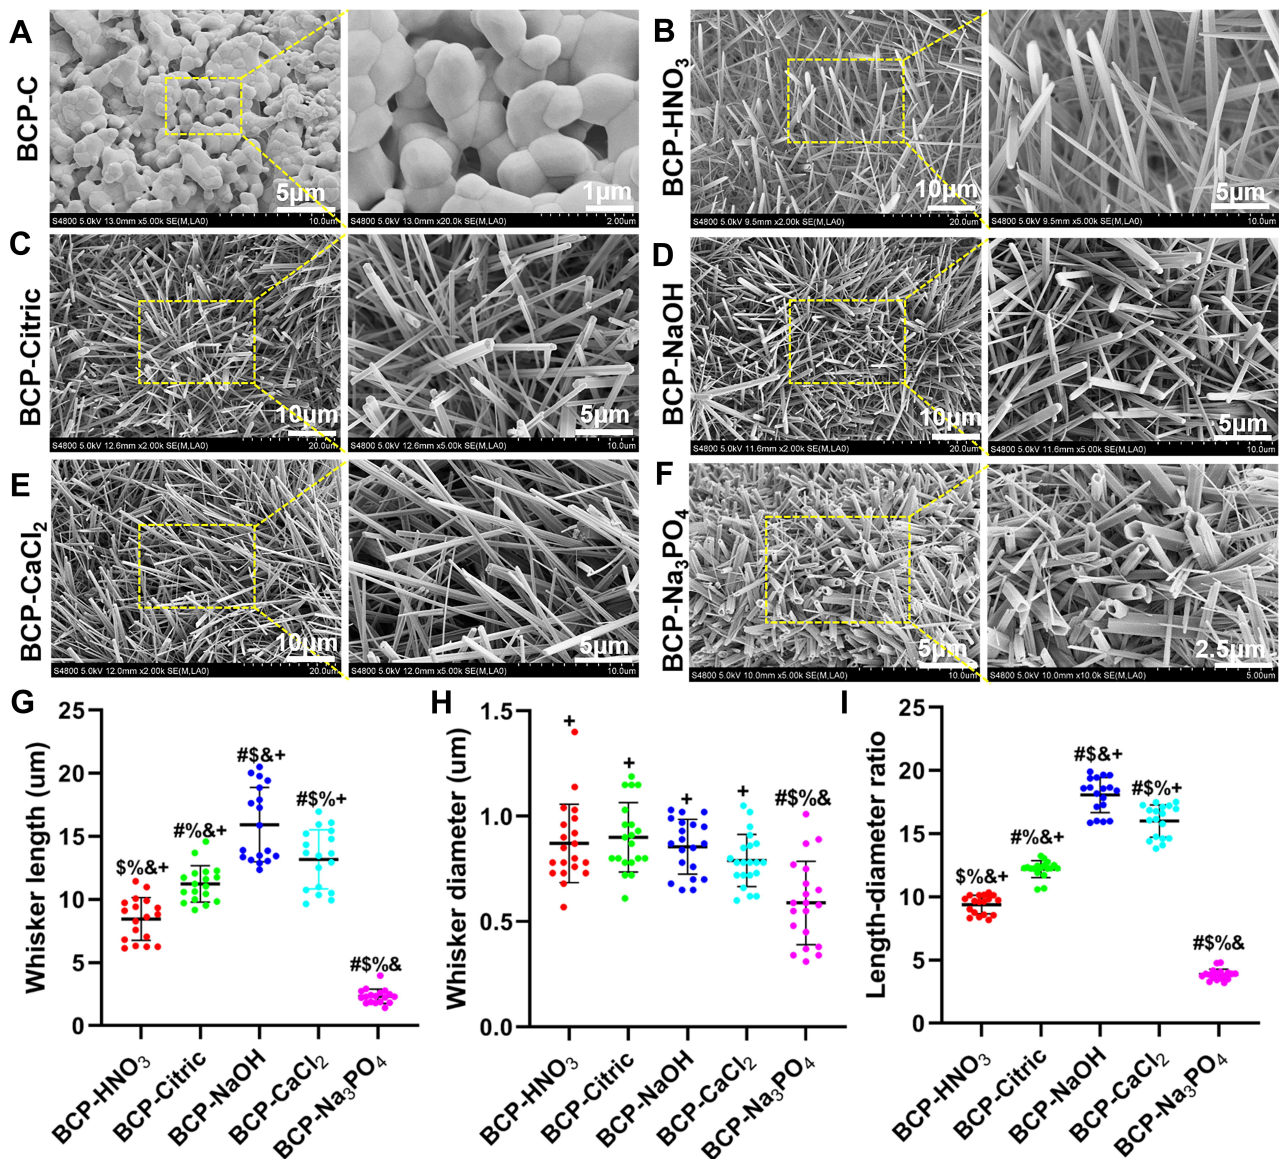 A
BCP-C
5μm
S4800 5.0kV 13.0mm x5.00k SE(M,LA0)
10.0um
1μm
S4800 5.0kV 13.0mm x20.0k SE(M,LA0)
2.00um
B
BCP-HNO3
10μm
S4800 5.0kV 9.5mm x2.00k SE(M,LA0)
20.0um
5μm
S4800 5.0kV 9.5mm x5.00k SE(M,LA0)
10.0um
C
BCP-Citric
10μm
S4800 5.0kV 12.6mm x2.00k SE(M,LA0)
20.0um
5μm
S4800 5.0kV 12.6mm x5.00k SE(M,LA0)
10.0um
D
BCP-NaOH
10μm
S4800 5.0kV 11.6mm x2.00k SE(M,LA0)
20.0um
5μm
S4800 5.0kV 11.6mm x5.00k SE(M,LA0)
10.0um
E
BCP-CaCl2
10μm
S4800 5.0kV 12.0mm x2.00k SE(M,LA0)
20.0um
5μm
S4800 5.0kV 12.0mm x5.00k SE(M,LA0)
10.0um
F
BCP-Na3PO4
5μm
S4800 5.0kV 10.0mm x5.00k SE(M,LA0)
10.0um
2.5μm
S4800 5.0kV 10.0mm x10.0k SE(M,LA0)
5.00um
G
Whisker length (um)
25
20
15
10
5
0
$%&+
#%&+
#$&+
#$%+
#$%&
BCP-HNO3
BCP-Citric
BCP-NaOH
BCP-CaCl2
BCP-Na3PO4
H
Whisker diameter (um)
1.5
1.0
0.5
0.0
+
+
+
+
#$%&
BCP-HNO3
BCP-Citric
BCP-NaOH
BCP-CaCl2
BCP-Na3PO4
I
Length-diameter ratio
25
20
15
10
5
0
$%&+
#%&+
#$&+
#$%+
#$%&
BCP-HNO3
BCP-Citric
BCP-NaOH
BCP-CaCl2
BCP-Na3PO4